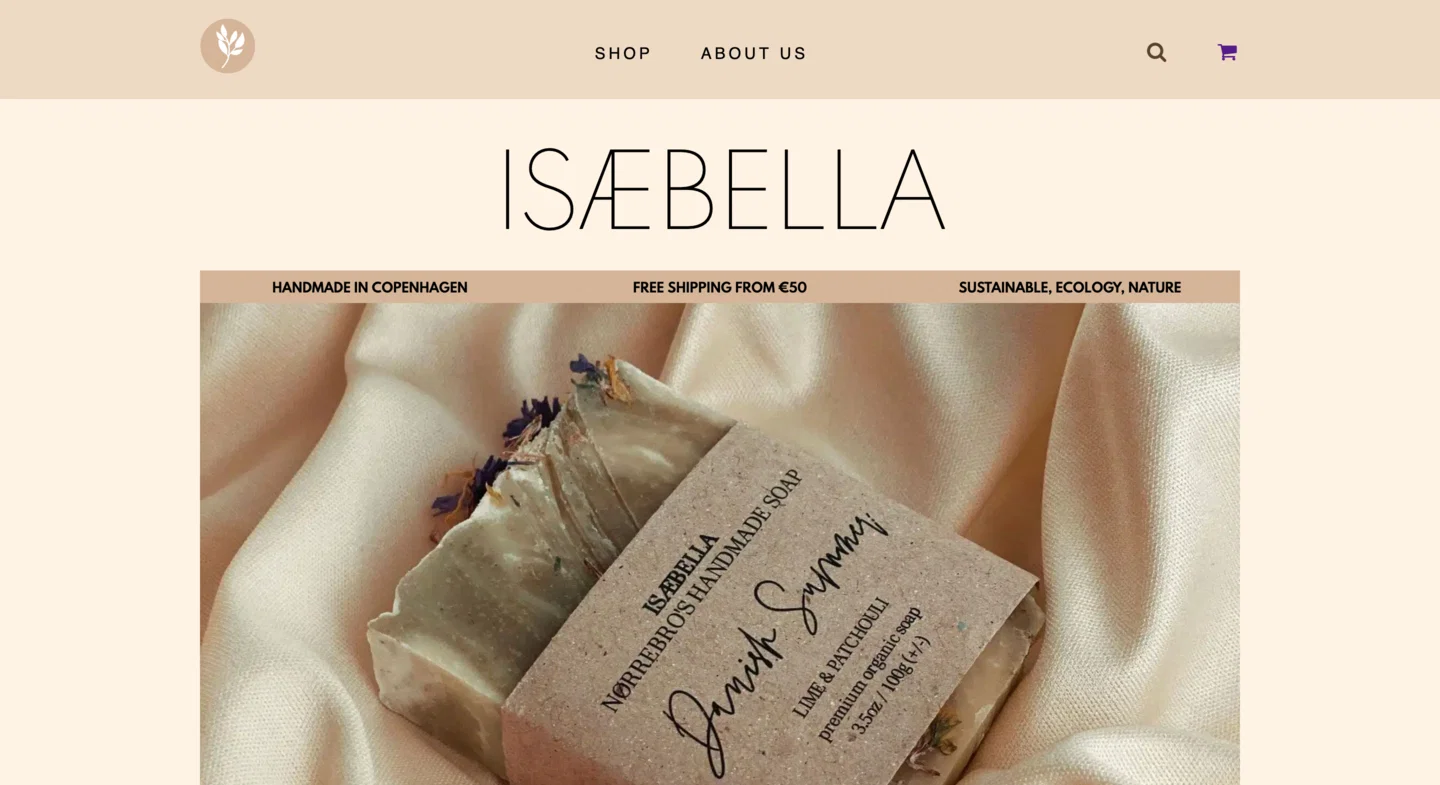 SHOP ABOUT US
ISÆBELLA
HANDMADE IN COPENHAGEN FREE SHIPPING FROM €50 SUSTAINABLE, ECOLOGY, NATURE
ISÆBELLA
NØRREBRO'S HANDMADE SOAP
Danish Summer
LIME & PATCHOULI
premium organic soap
3.5oz / 100g (+/-)